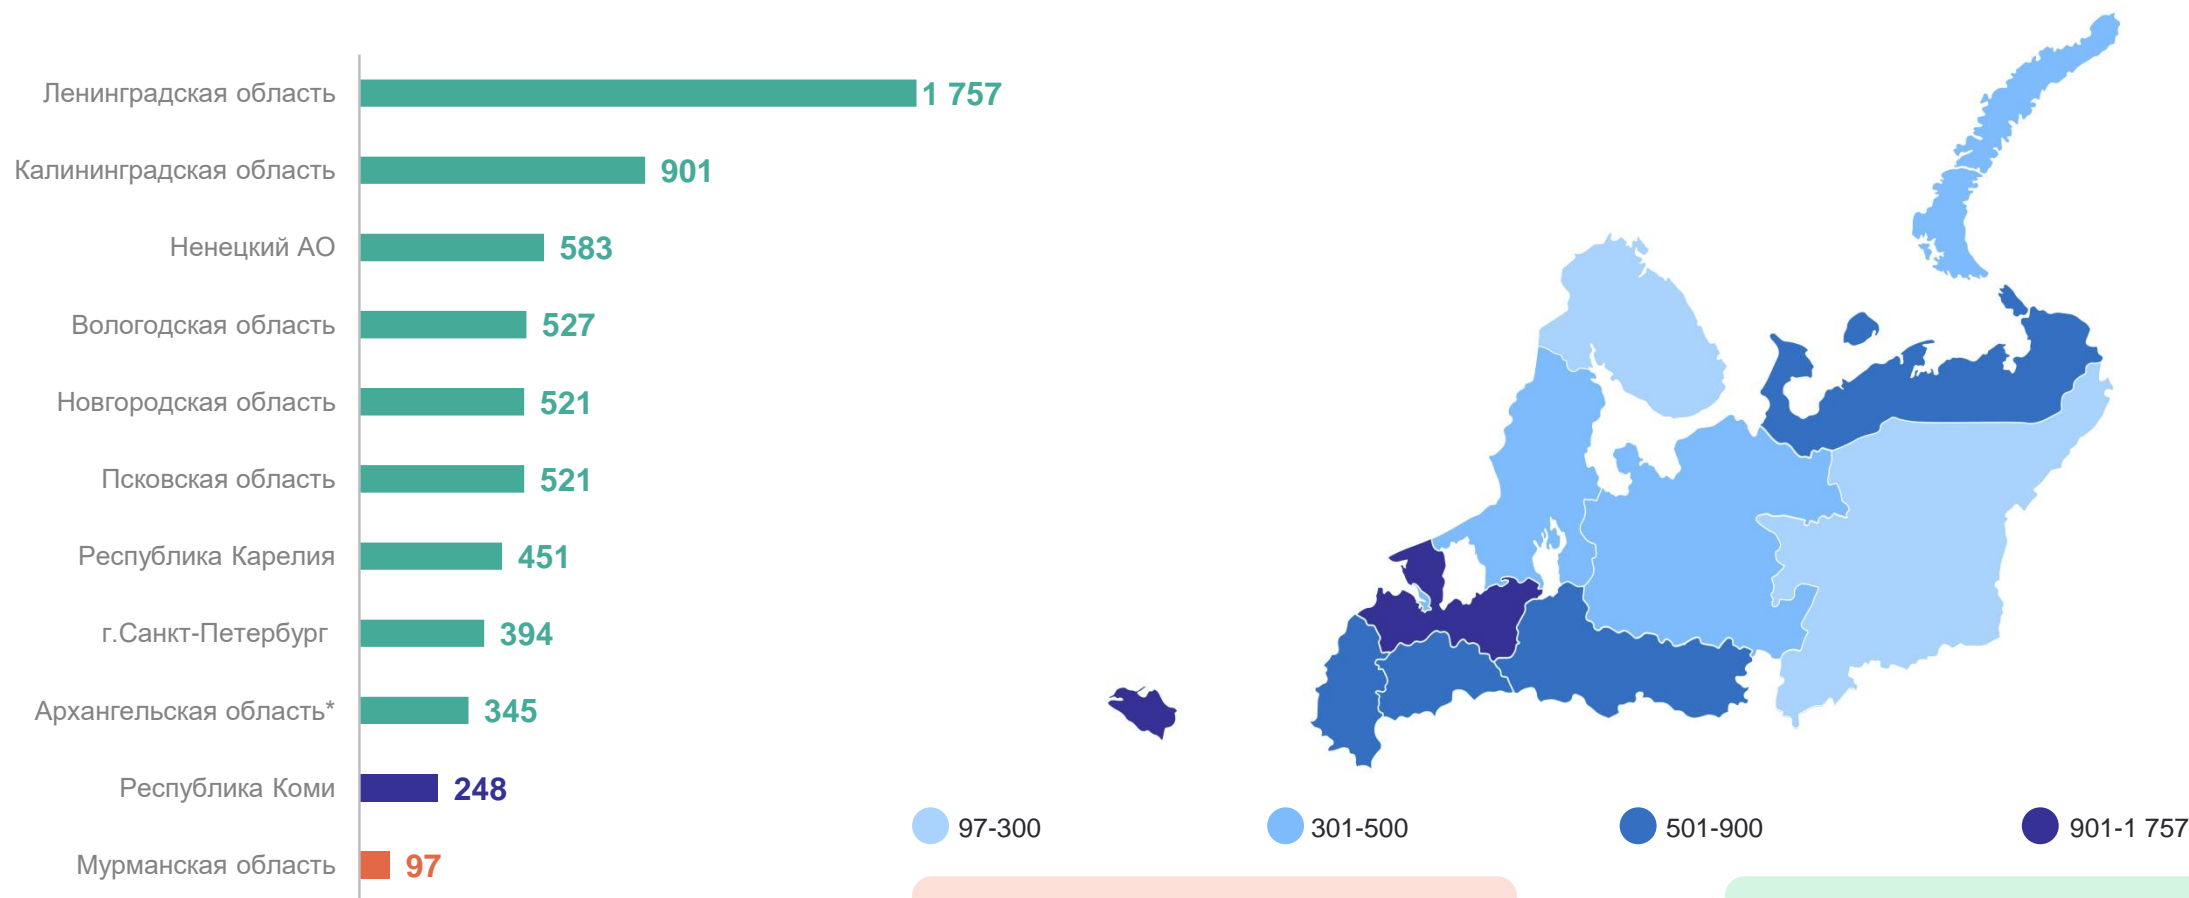 Ленинградская область 1 757
Калининградская область 901
Ненецкий АО 583
Вологодская область 527
Новгородская область 521
Псковская область 521
Республика Карелия 451
г.Санкт-Петербург 394
Архангельская область* 345
Республика Коми 248
Мурманская область 97
97-300 301-500 501-900 901-1 757